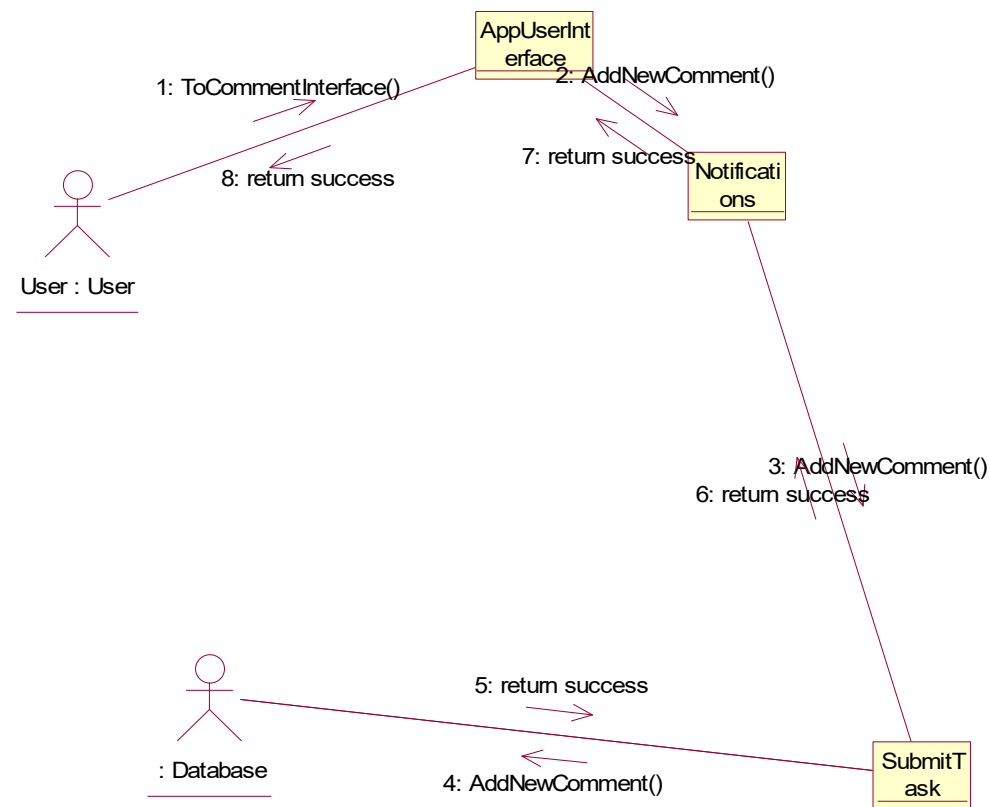 AppUserInt
erface
1: ToCommentInterface()
2: AddNewComment()
7: return success
8: return success
Notificati
ons
User : User
3: AddNewComment()
6: return success
5: return success
: Database
4: AddNewComment()
SubmitT
ask